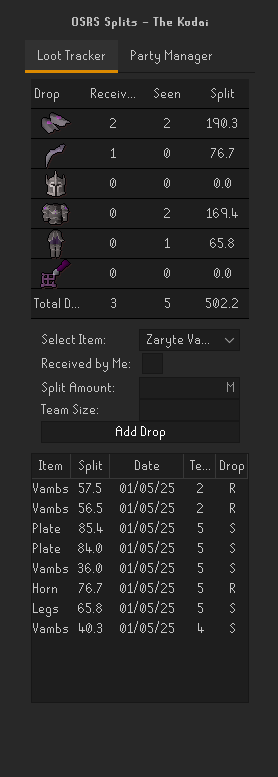 OSRS Splits - The Kodai
Loot Tracker Party Manager
Drop Receiv... Seen Split
2 2 190.3
1 0 76.7
0 0 0.0
0 2 169.4
0 1 65.8
0 0 0.0
Total D... 3 5 502.2
Select Item: Zaryte Va...
Received by Me:
Split Amount: M
Team Size:
Add Drop
Item Split Date Te... Drop
Vambs 57.5 01/05/25 2 R
Vambs 56.5 01/05/25 2 R
Plate 85.4 01/05/25 5 S
Plate 84.0 01/05/25 5 S
Vambs 36.0 01/05/25 5 S
Horn 76.7 01/05/25 5 R
Legs 65.8 01/05/25 5 S
Vambs 40.3 01/05/25 4 S